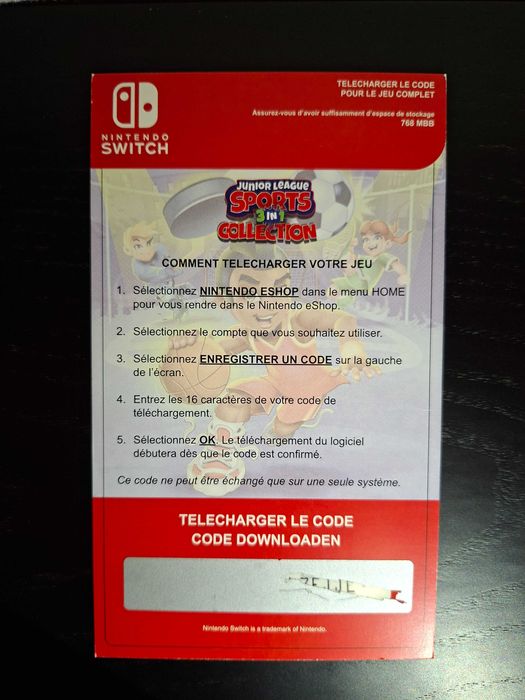 TELECHARGER LE CODE
POUR LE JEU COMPLET
Assurez-vous d'avoir suffisamment d'espace de stockage
768 MBB
NINTENDO
SWITCH
JUNIOR LEAGUE
SPORTS
3 IN 1
COLLECTION
COMMENT TELECHARGER VOTRE JEU
1. Sélectionnez NINTENDO ESHOP dans le menu HOME
pour vous rendre dans le Nintendo eShop.
2. Sélectionnez le compte que vous souhaitez utiliser.
3. Sélectionnez ENREGISTRER UN CODE sur la gauche
de l'écran.
4. Entrez les 16 caractères de votre code de
téléchargement.
5. Sélectionnez OK. Le téléchargement du logiciel
débutera dès que le code est confirmé.
Ce code ne peut être échangé que sur une seule système.
TELECHARGER LE CODE
CODE DOWNLOADEN
Nintendo Switch is a trademark of Nintendo.